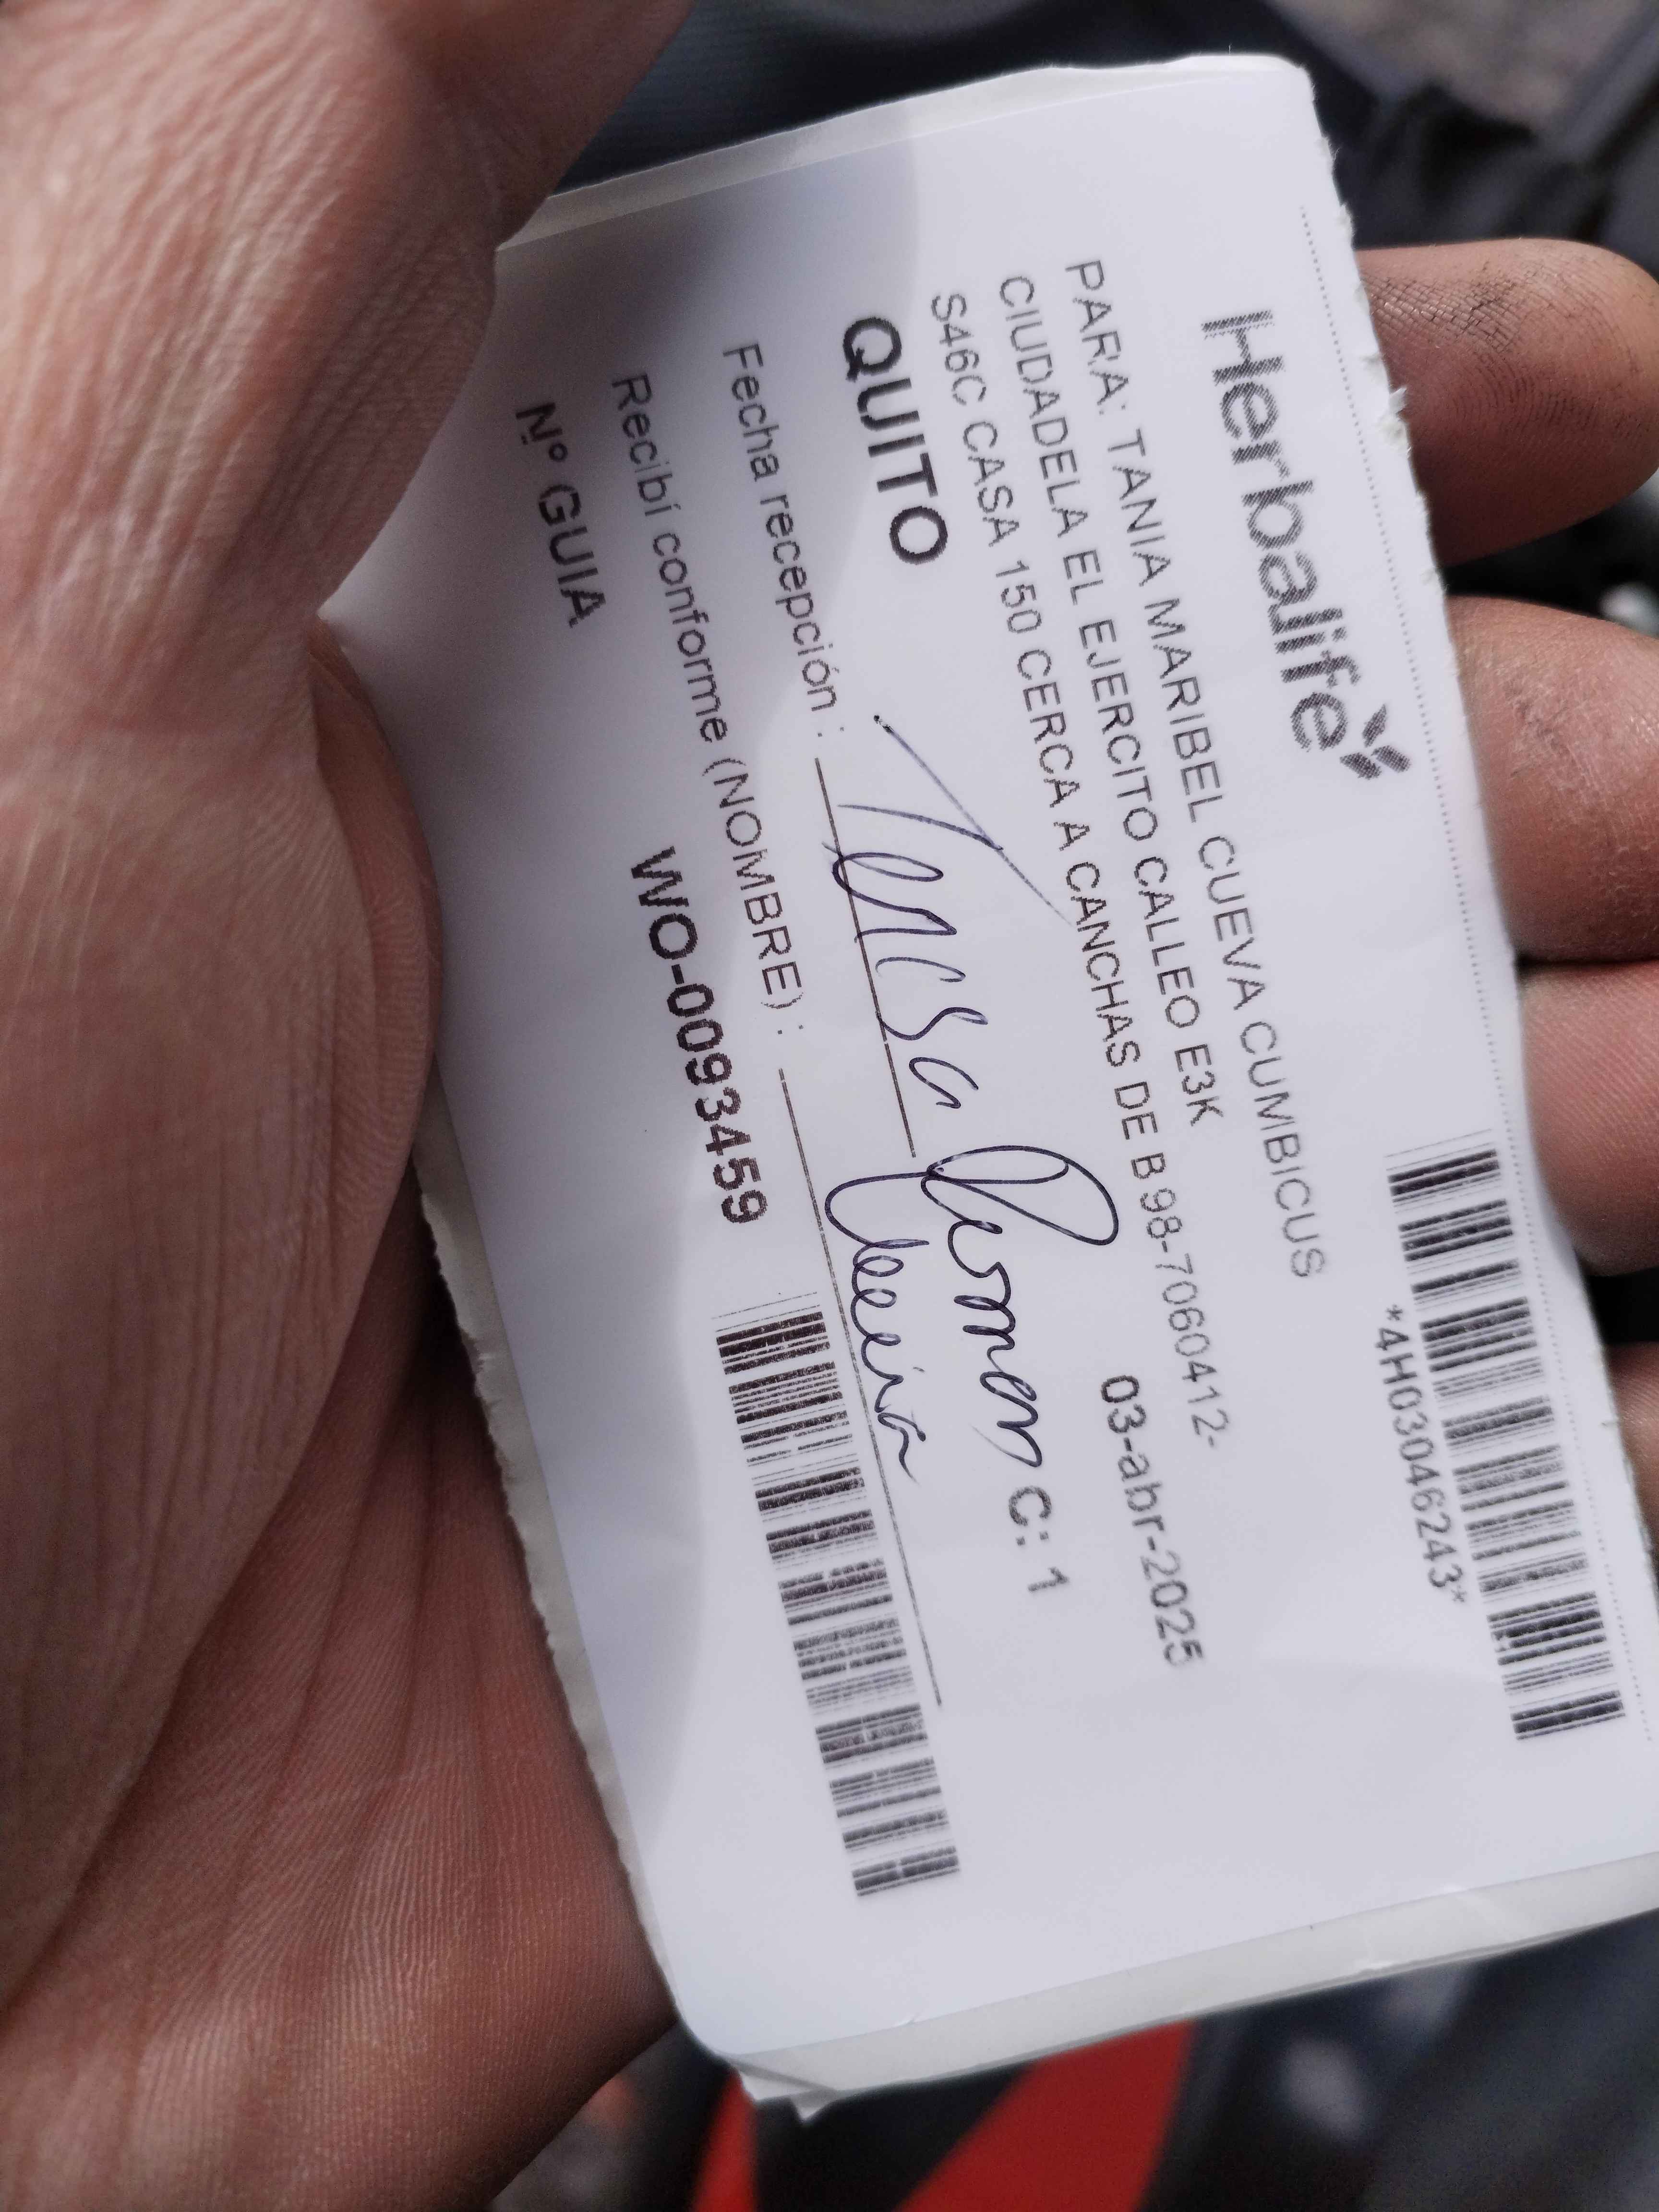 Herbalife
*4H03046243*
PARA: TANIA MARIBEL CUEVA CUMBICUS
CIUDADELA EL EJERCITO CALLEO E3K
S46C CASA 150 CERCA A CANCHAS DE B 98-7060412-
QUITO
03-abr-2025
C: 1
Fecha recepción :
Recibí conforme (NOMBRE) :
Nº GUIA
WO-0093459